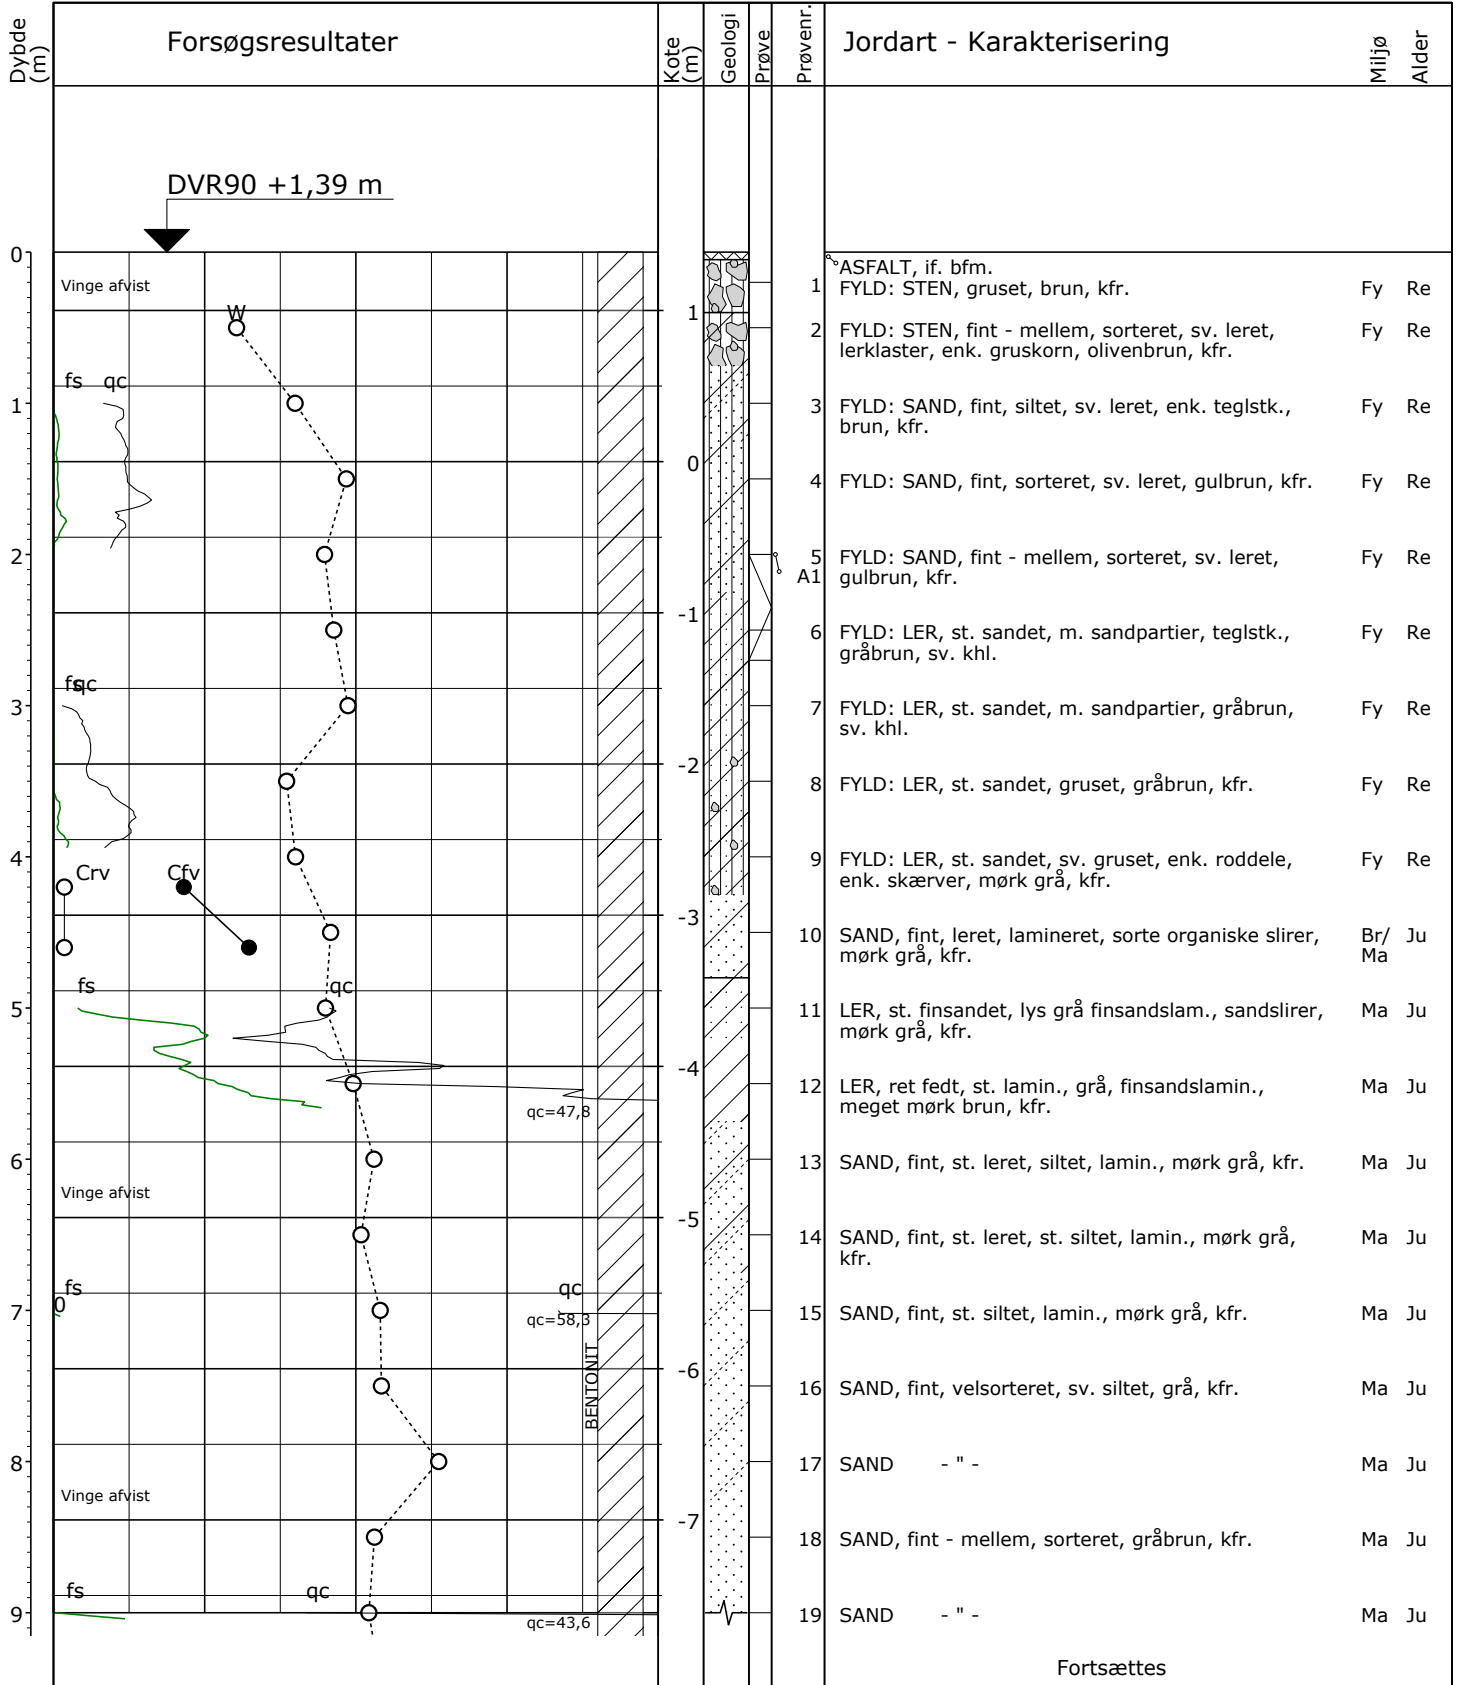 Dybde
(m)
Forsøgsresultater
Kote
(m)
Geologi
Prøve
Prøvenr.
Jordart - Karakterisering
Miljø
Alder
DVR90 +1,39 m
0
Vinge afvist
ASFALT, if. bfm.
1 FYLD: STEN, gruset, brun, kfr. Fy Re
W
1
2 FYLD: STEN, fint - mellem, sorteret, sv. leret, Fy Re
lerklaster, enk. gruskorn, olivenbrun, kfr.
fs qc
1
3 FYLD: SAND, fint, siltet, sv. leret, enk. teglstk., Fy Re
brun, kfr.
0
4 FYLD: SAND, fint, sorteret, sv. leret, gulbrun, kfr. Fy Re
2
5 FYLD: SAND, fint - mellem, sorteret, sv. leret, Fy Re
A1 gulbrun, kfr.
-1
6 FYLD: LER, st. sandet, m. sandpartier, teglstk., Fy Re
gråbrun, sv. khl.
fs qc
3
7 FYLD: LER, st. sandet, m. sandpartier, gråbrun, Fy Re
sv. khl.
-2
8 FYLD: LER, st. sandet, gruset, gråbrun, kfr. Fy Re
4
9 FYLD: LER, st. sandet, sv. gruset, enk. roddele, Fy Re
enk. skærver, mørk grå, kfr.
Crv Cfv
-3
10 SAND, fint, leret, lamineret, sorte organiske slirer, Br/ Ju
mørk grå, kfr. Ma
fs qc
5
11 LER, st. finsandet, lys grå finsandslam., sandslirer, Ma Ju
mørk grå, kfr.
-4
12 LER, ret fedt, st. lamin., grå, finsandslamin., Ma Ju
meget mørk brun, kfr.
qc=47,8
6
13 SAND, fint, st. leret, siltet, lamin., mørk grå, kfr. Ma Ju
Vinge afvist
-5
14 SAND, fint, st. leret, st. siltet, lamin., mørk grå, Ma Ju
kfr.
fs qc
0
7
15 SAND, fint, st. siltet, lamin., mørk grå, kfr. Ma Ju
qc=58,3
-6
BENTONIT
16 SAND, fint, velsorteret, sv. siltet, grå, kfr. Ma Ju
8
17 SAND - " - Ma Ju
Vinge afvist
-7
18 SAND, fint - mellem, sorteret, gråbrun, kfr. Ma Ju
fs qc
9
19 SAND - " - Ma Ju
qc=43,6
Fortsættes